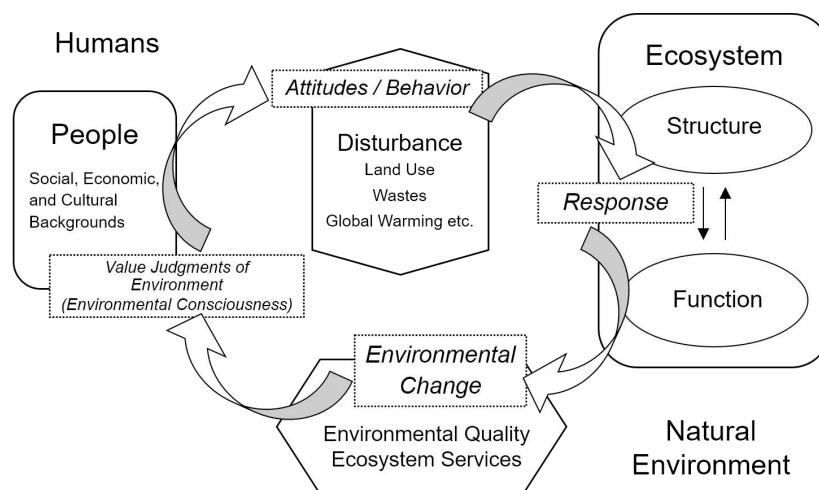 Humans
People
Social, Economic,
and Cultural
Backgrounds
Value Judgments of
Environment
(Environmental Consciousness)
Attitudes / Behavior
Disturbance
Land Use
Wastes
Global Warming etc.
Ecosystem
Structure
Response
Function
Environmental
Change
Environmental Quality
Ecosystem Services
Natural
Environment